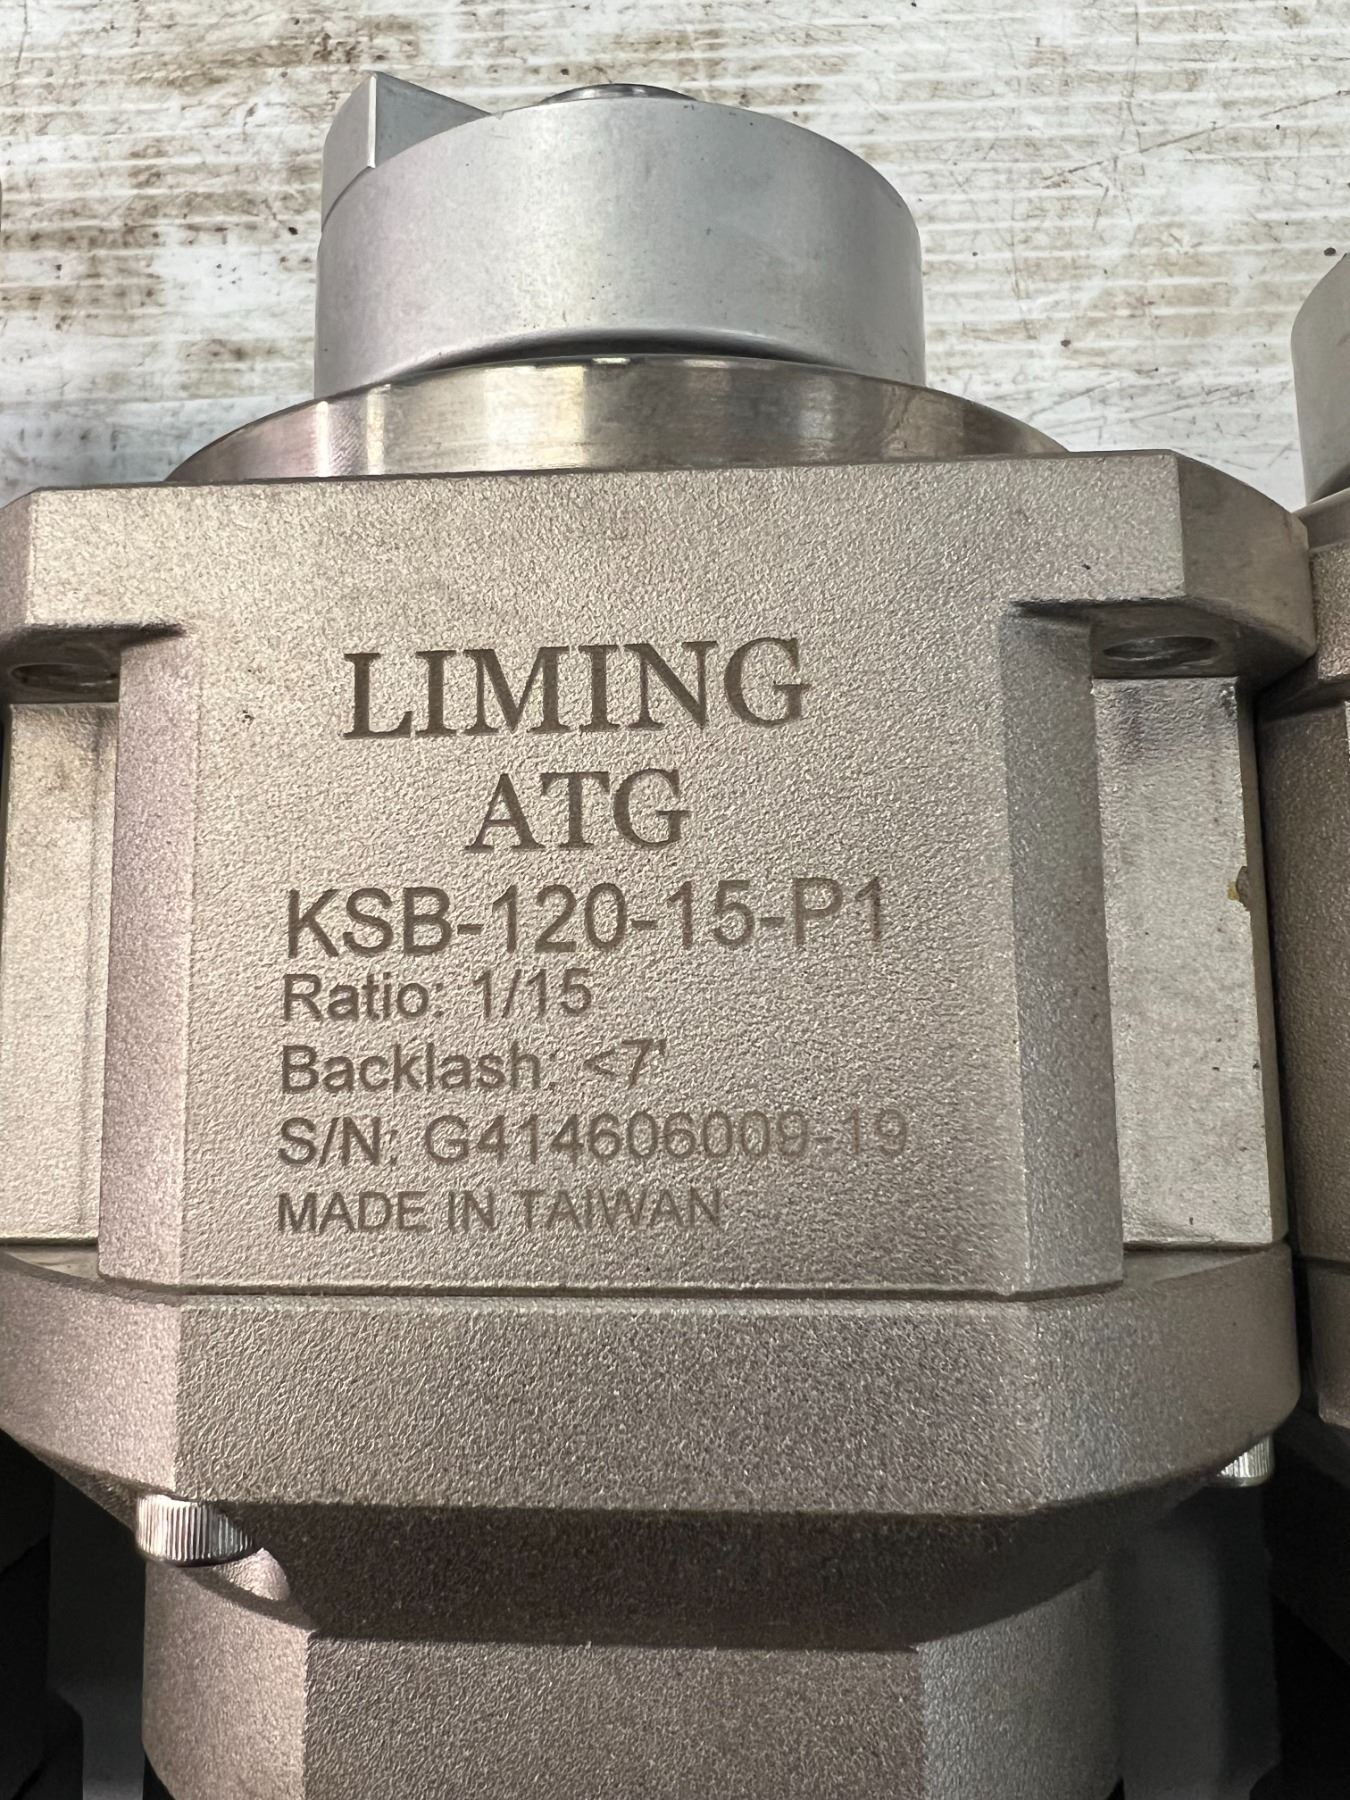 LIMING
ATG
KSB-120-15-P1
Ratio: 1/15
Backlash: <7'
S/N: G414606009-19
MADE IN TAIWAN